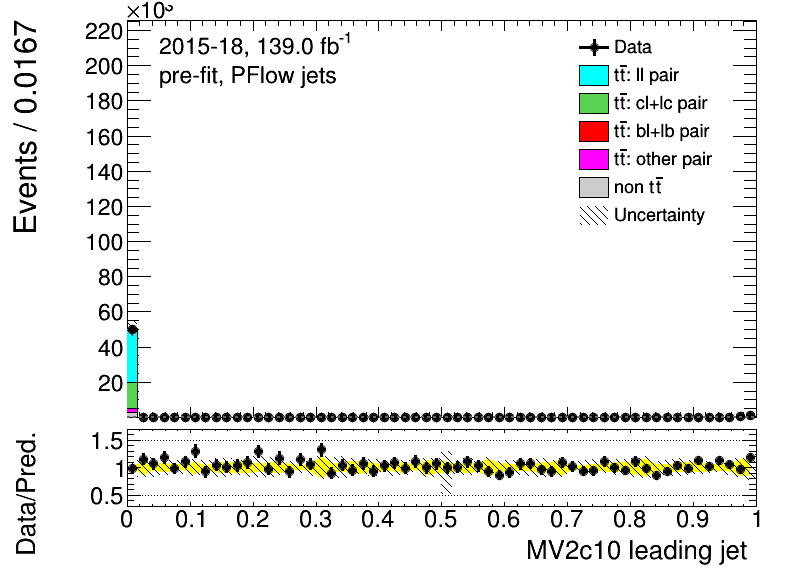 ×10³
Events / 0.0167
220
200
180
160
140
120
100
80
60
40
20
2015-18, 139.0 fb⁻¹
pre-fit, PFlow jets
Data
tt̄: ll pair
tt̄: cl+lc pair
tt̄: bl+lb pair
tt̄: other pair
non tt̄
Uncertainty
Data/Pred.
1.5
1
0.5
0 0.1 0.2 0.3 0.4 0.5 0.6 0.7 0.8 0.9 1
MV2c10 leading jet